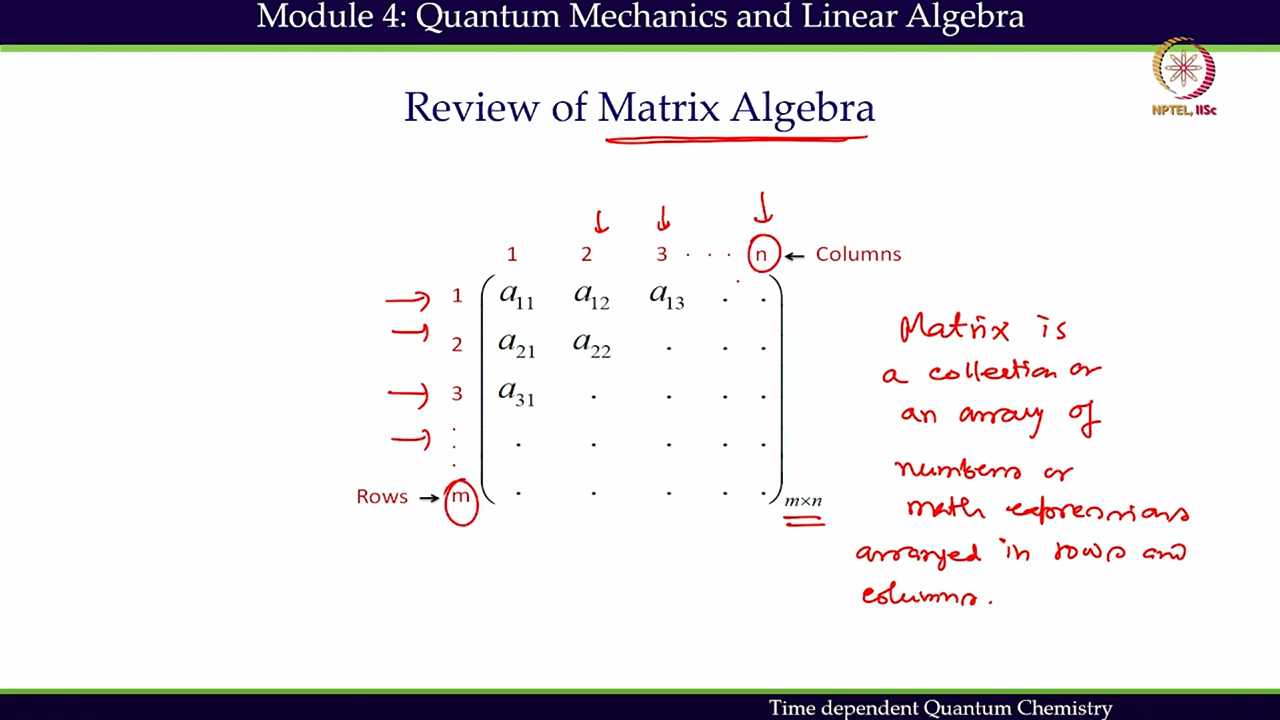 Module 4: Quantum Mechanics and Linear Algebra
NPTEL, IISc
Review of Matrix Algebra
1 2 3 · · · n ← Columns
1 a11 a12 a13 . .
2 a21 a22 . . .
3 a31 . . . .
. . . . .
Rows → m . . . . . m×n
Matrix is
a collection or
an array of
numbers or
math expressions
arranged in rows and
columns.
Time dependent Quantum Chemistry